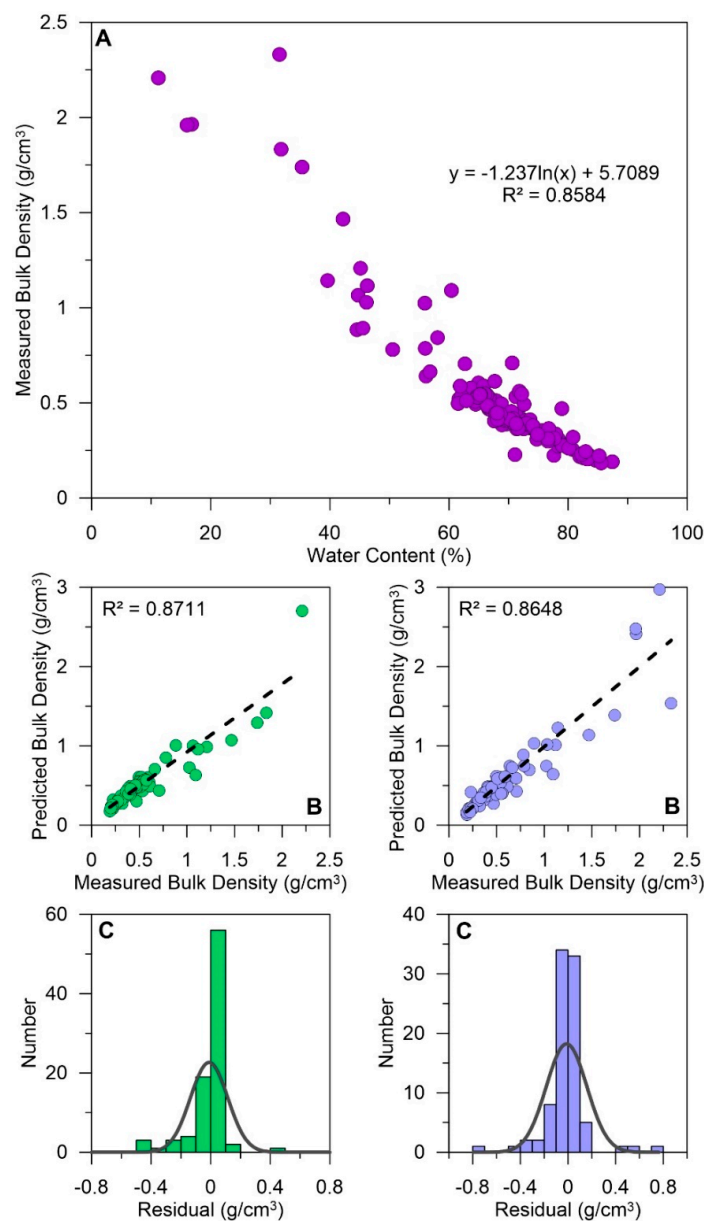 A
2.5
2
1.5
1
0.5
0
Measured Bulk Density (g/cm³)
y = -1.237ln(x) + 5.7089
R² = 0.8584
0 20 40 60 80 100
Water Content (%)
R² = 0.8711
3
2
1
0
Predicted Bulk Density (g/cm³)
B
0 0.5 1 1.5 2 2.5
Measured Bulk Density (g/cm³)
R² = 0.8648
3
2
1
0
Predicted Bulk Density (g/cm³)
B
0 0.5 1 1.5 2 2.5
Measured Bulk Density (g/cm³)
C
60
40
20
0
Number
-0.8 -0.4 0 0.4 0.8
Residual (g/cm³)
C
40
30
20
10
0
Number
-0.8 -0.4 0 0.4 0.8
Residual (g/cm³)